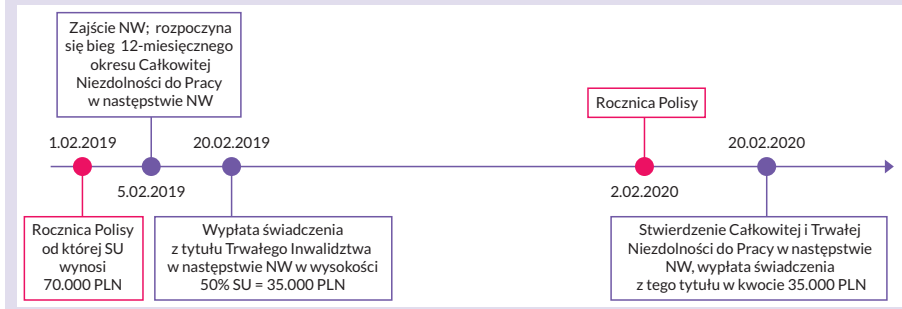 Zajście NW; rozpoczyna
się bieg 12-miesięcznego
okresu Całkowitej
Niezdolności do Pracy
w następstwie NW
Rocznica Polisy
1.02.2019
20.02.2019
20.02.2020
5.02.2019
2.02.2020
Rocznica Polisy
od której SU
wynosi
70.000 PLN
Wypłata świadczenia
z tytułu Trwałego Inwalidztwa
w następstwie NW w wysokości
50% SU = 35.000 PLN
Stwierdzenie Całkowitej i Trwałej
Niezdolności do Pracy w następstwie
NW, wypłata świadczenia
z tego tytułu w kwocie 35.000 PLN